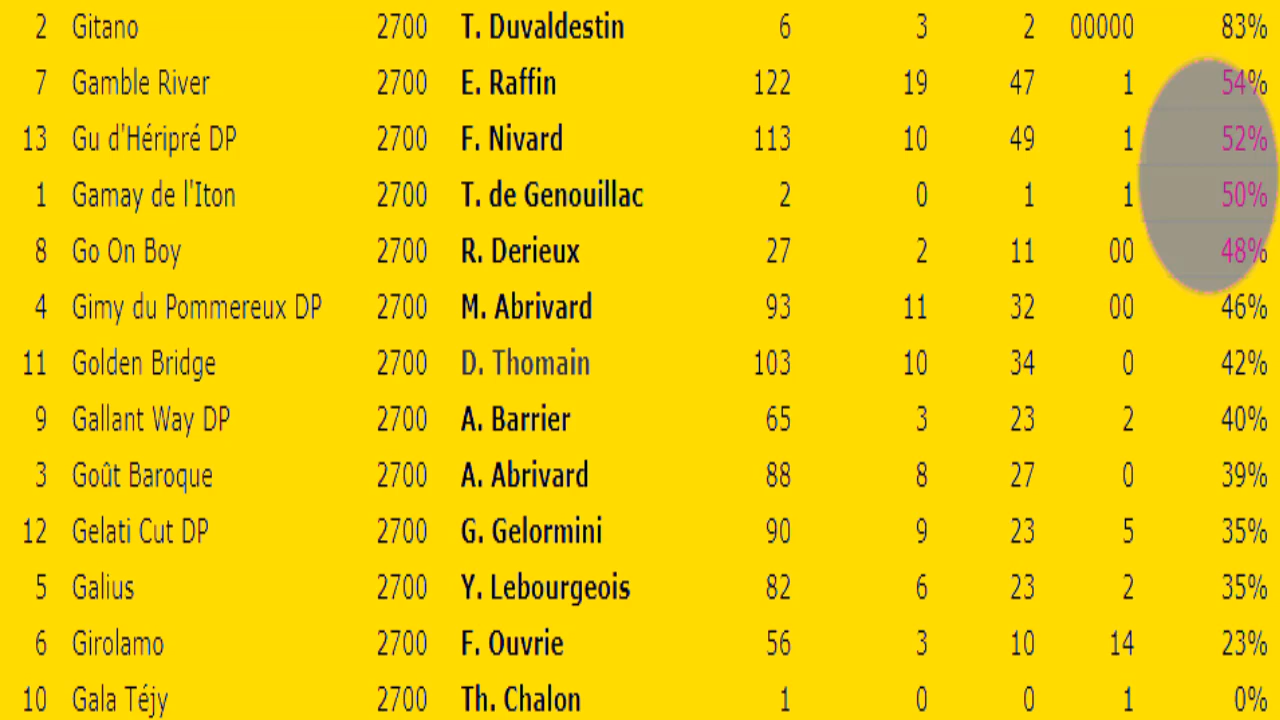 2 Gitano 2700 T. Duvaldestin 6 3 2 00000 83%
7 Gamble River 2700 E. Raffin 122 19 47 1 54%
13 Gu d'Héripré DP 2700 F. Nivard 113 10 49 1 52%
1 Gamay de l'Iton 2700 T. de Genouillac 2 0 1 1 50%
8 Go On Boy 2700 R. Derieux 27 2 11 00 48%
4 Gimy du Pommereux DP 2700 M. Abrivard 93 11 32 00 46%
11 Golden Bridge 2700 D. Thomain 103 10 34 0 42%
9 Gallant Way DP 2700 A. Barrier 65 3 23 2 40%
3 Goût Baroque 2700 A. Abrivard 88 8 27 0 39%
12 Gelati Cut DP 2700 G. Gelormini 90 9 23 5 35%
5 Galius 2700 Y. Lebourgeois 82 6 23 2 35%
6 Girolamo 2700 F. Ouvrie 56 3 10 14 23%
10 Gala Téjy 2700 Th. Chalon 1 0 0 1 0%